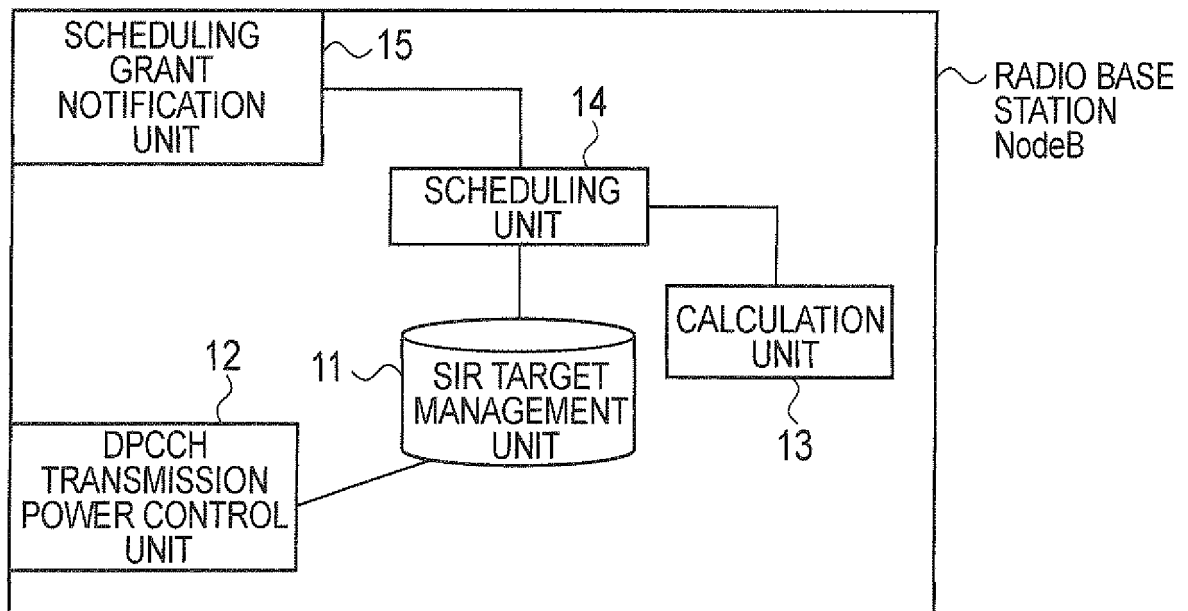 SCHEDULING
GRANT
NOTIFICATION
UNIT
15
RADIO BASE
STATION
NodeB
14
SCHEDULING
UNIT
CALCULATION
UNIT
13
11
SIR TARGET
MANAGEMENT
UNIT
12
DPCCH
TRANSMISSION
POWER CONTROL
UNIT